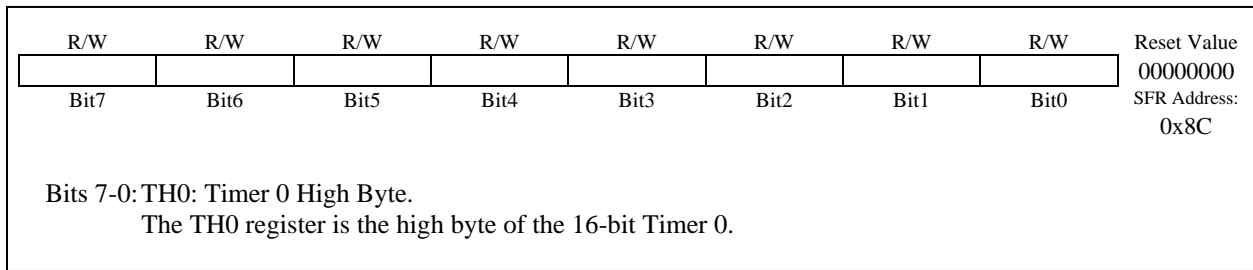 R/W R/W R/W R/W R/W R/W R/W R/W Reset Value
00000000
Bit7 Bit6 Bit5 Bit4 Bit3 Bit2 Bit1 Bit0 SFR Address:
0x8C
Bits 7-0: TH0: Timer 0 High Byte.
The TH0 register is the high byte of the 16-bit Timer 0.